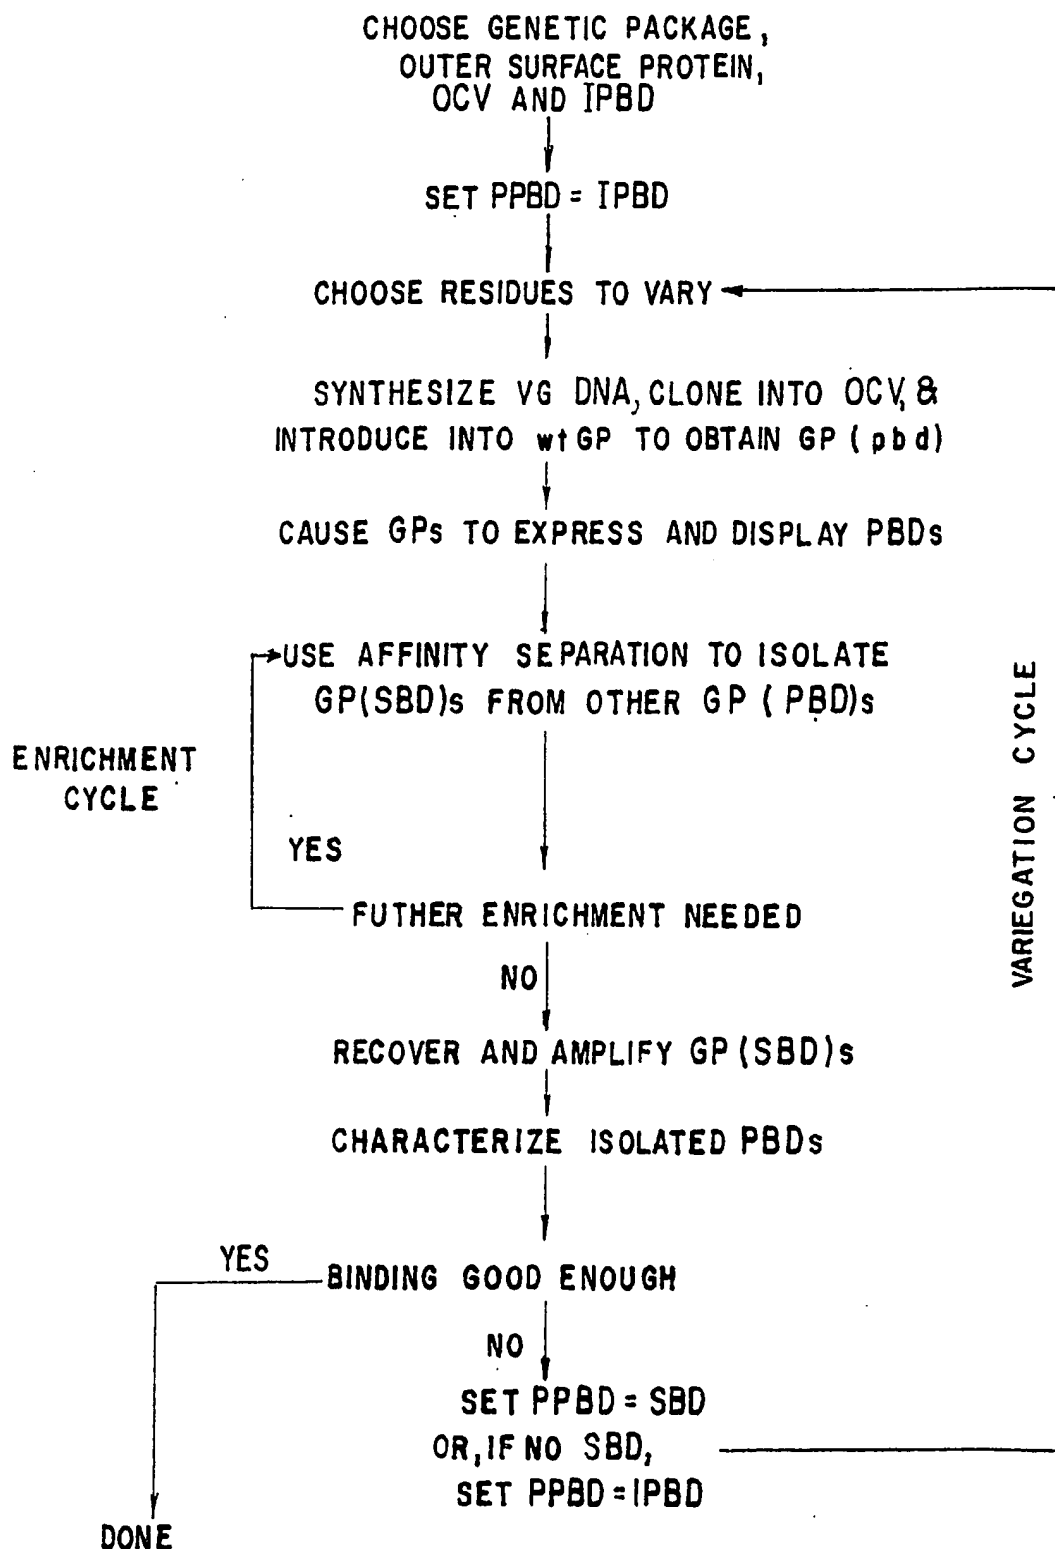 CHOOSE GENETIC PACKAGE,
OUTER SURFACE PROTEIN,
OCV AND IPBD
SET PPBD = IPBD
CHOOSE RESIDUES TO VARY
SYNTHESIZE VG DNA, CLONE INTO OCV, &
INTRODUCE INTO wtGP TO OBTAIN GP (pbd)
CAUSE GPs TO EXPRESS AND DISPLAY PBDs
USE AFFINITY SEPARATION TO ISOLATE
GP(SBD)s FROM OTHER GP (PBD)s
ENRICHMENT
CYCLE
VARIEGATION CYCLE
YES
FUTHER ENRICHMENT NEEDED
NO
RECOVER AND AMPLIFY GP (SBD)s
CHARACTERIZE ISOLATED PBDs
YES
BINDING GOOD ENOUGH
NO
SET PPBD = SBD
OR, IF NO SBD,
SET PPBD = IPBD
DONE